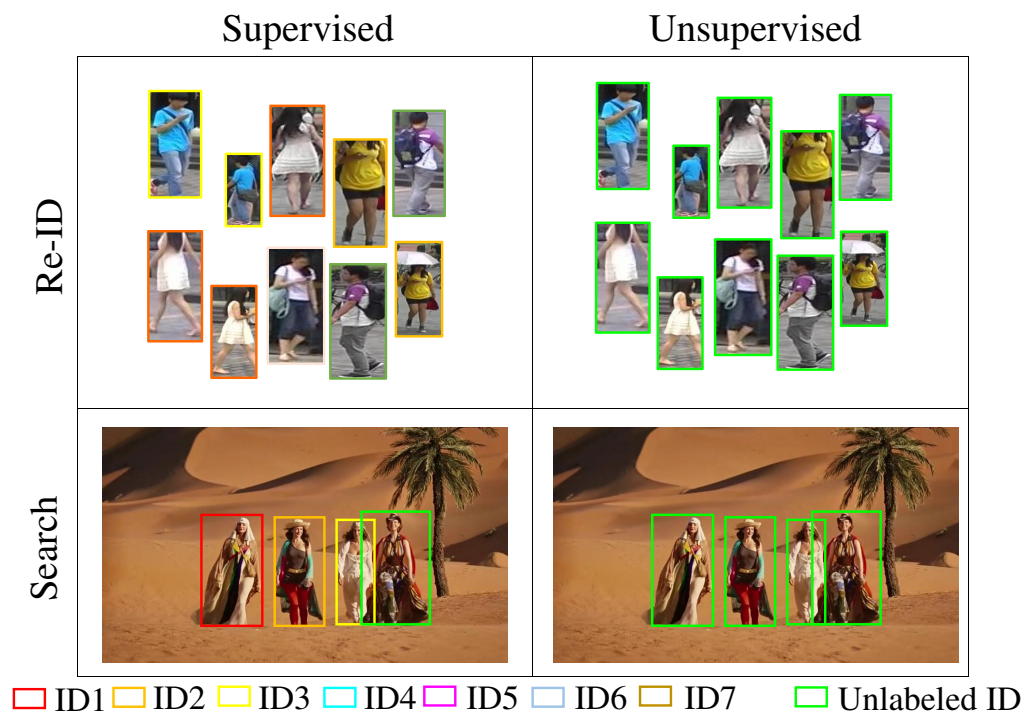 Supervised Unsupervised
Re-ID
Search
ID1 ID2 ID3 ID4 ID5 ID6 ID7 Unlabeled ID